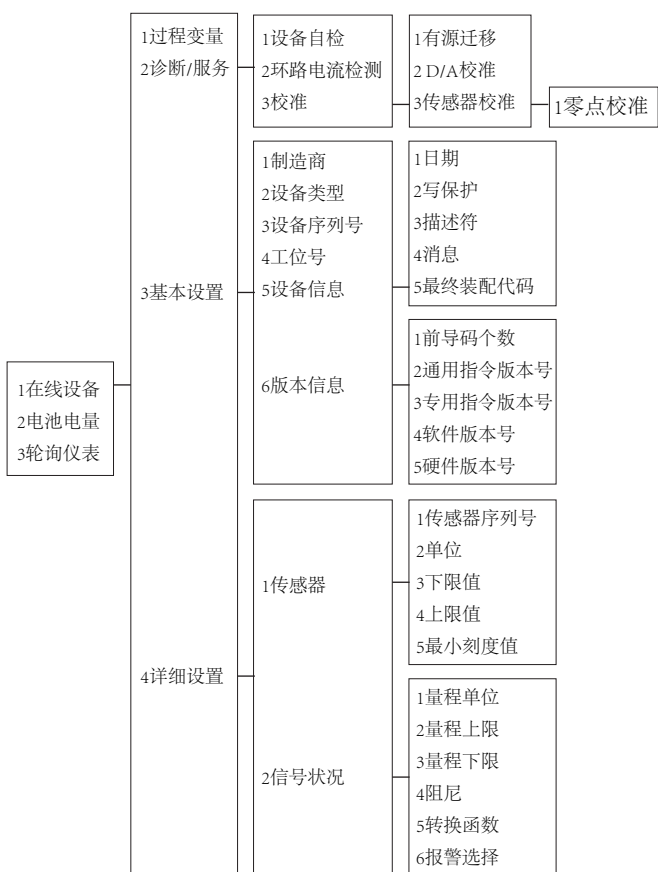 1在线设备
2电池电量
3轮询仪表
1过程变量
2诊断/服务
3基本设置
4详细设置
1设备自检
2环路电流检测
3校准
1有源迁移
2 D/A校准
3传感器校准
1零点校准
1制造商
2设备类型
3设备序列号
4工位号
5设备信息
6版本信息
1日期
2写保护
3描述符
4消息
5最终装配代码
1前导码个数
2通用指令版本号
3专用指令版本号
4软件版本号
5硬件版本号
1传感器
2信号状况
1传感器序列号
2单位
3下限值
4上限值
5最小刻度值
1量程单位
2量程上限
3量程下限
4阻尼
5转换函数
6报警选择